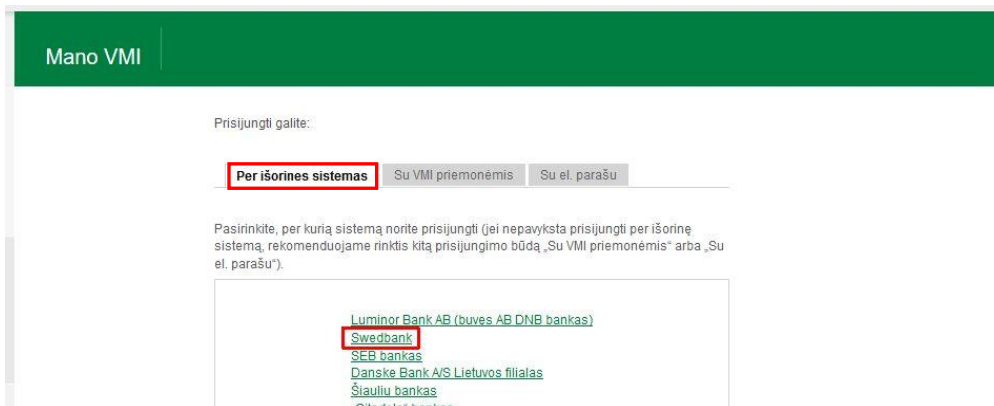 Mano VMI
Prisijungti galite:
Per išorines sistemas Su VMI priemonėmis Su el. parašu
Pasirinkite, per kurią sistemą norite prisijungti (jei nepavyksta prisijungti per išorinę
sistemą, rekomenduojame rinktis kitą prisijungimo būdą „Su VMI priemonėmis“ arba „Su
el. parašu“).
Luminor Bank AB (buvęs AB DNB bankas)
Swedbank
SEB bankas
Danske Bank A/S Lietuvos filialas
Šiaulių bankas